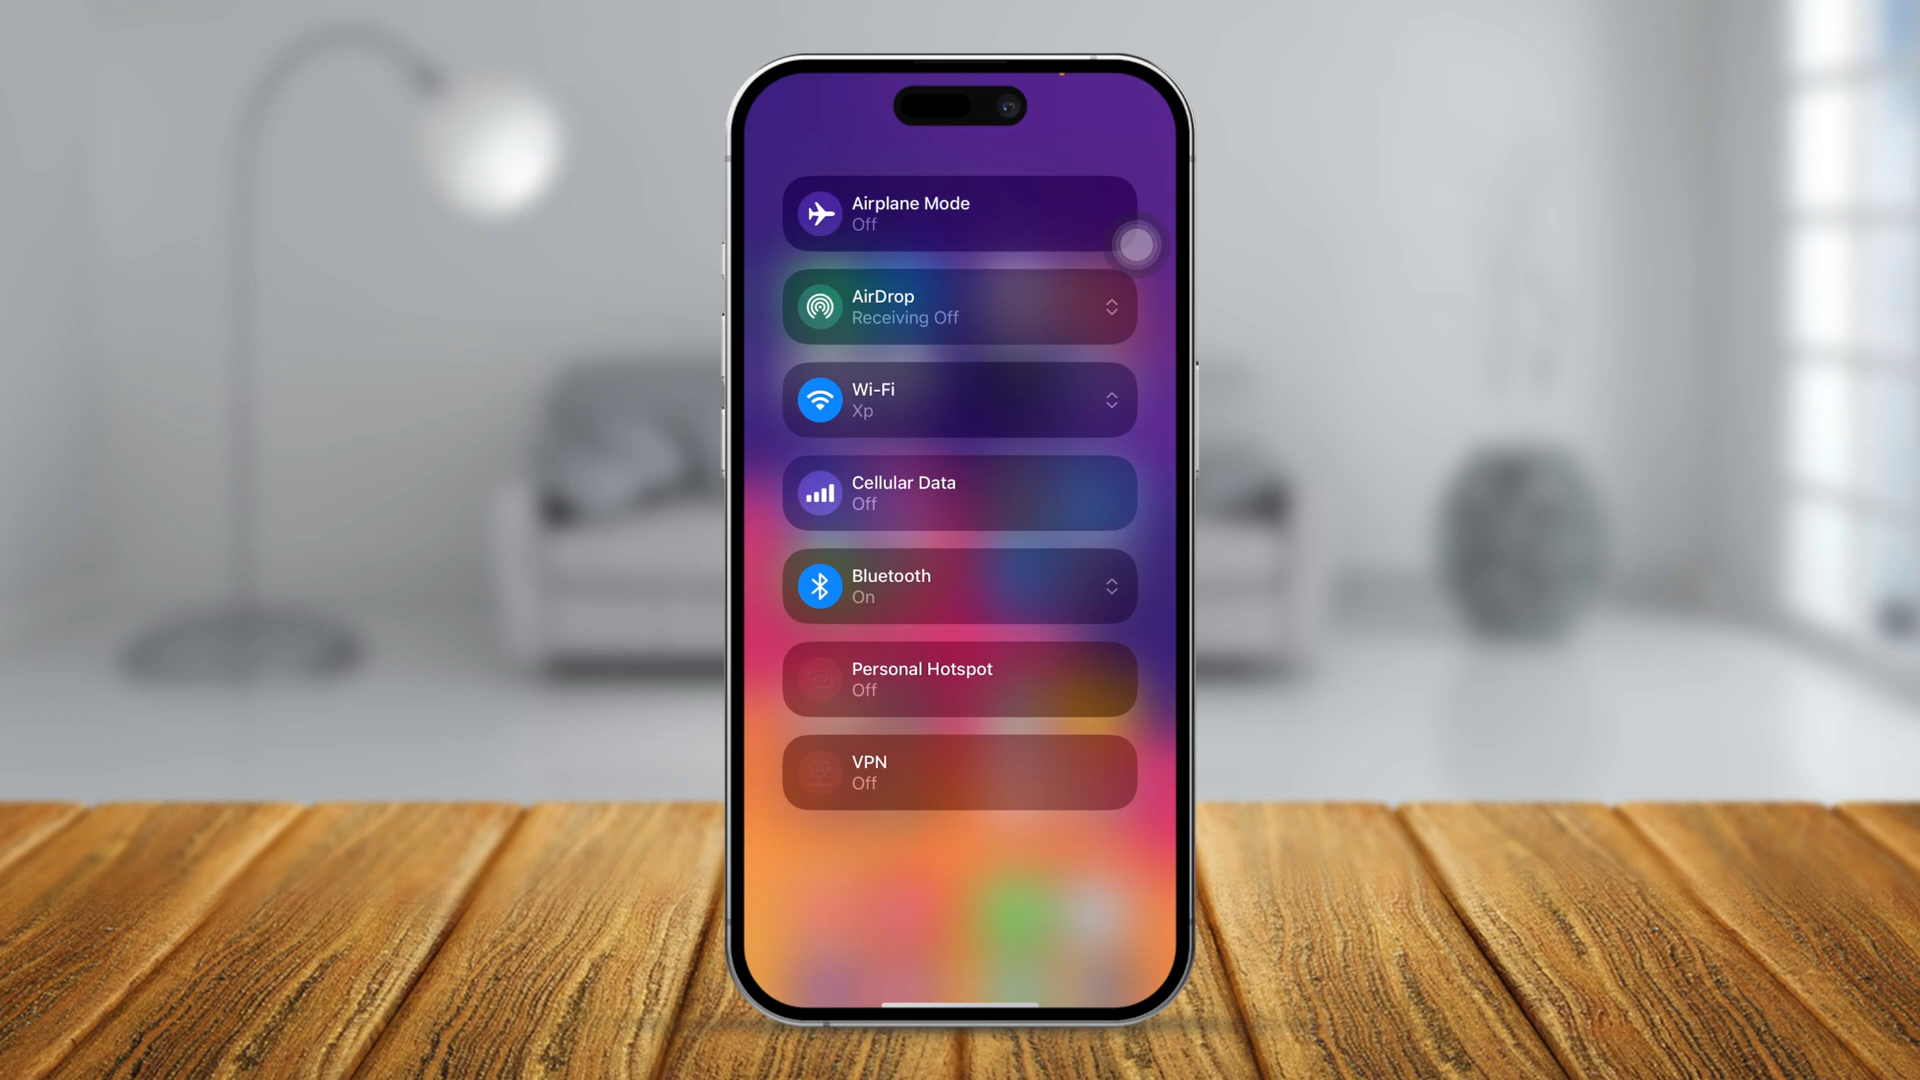 Airplane Mode
Off
AirDrop
Receiving Off
Wi-Fi
Xp
Cellular Data
Off
Bluetooth
On
Personal Hotspot
Off
VPN
Off